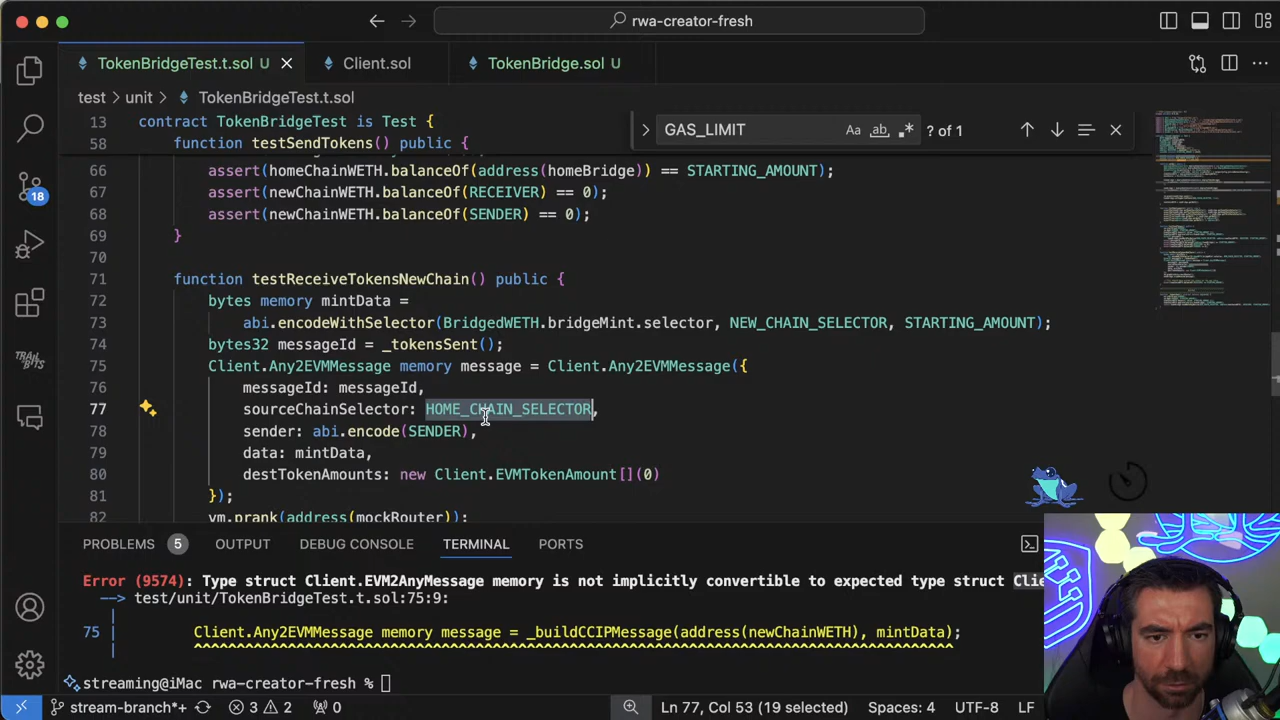 rwa-creator-fresh
TokenBridgeTest.t.sol U
Client.sol
TokenBridge.sol U
test > unit > TokenBridgeTest.t.sol
GAS_LIMIT
Aa ab .* ? of 1
13 contract TokenBridgeTest is Test {
58 function testSendTokens() public {
66 assert(homeChainWETH.balanceOf(address(homeBridge)) == STARTING_AMOUNT);
67 assert(newChainWETH.balanceOf(RECEIVER) == 0);
68 assert(newChainWETH.balanceOf(SENDER) == 0);
69 }
70
71 function testReceiveTokensNewChain() public {
72 bytes memory mintData =
73 abi.encodeWithSelector(BridgedWETH.bridgeMint.selector, NEW_CHAIN_SELECTOR, STARTING_AMOUNT);
74 bytes32 messageId = _tokensSent();
75 Client.Any2EVMMessage memory message = Client.Any2EVMMessage({
76 messageId: messageId,
77 sourceChainSelector: HOME_CHAIN_SELECTOR,
78 sender: abi.encode(SENDER),
79 data: mintData,
80 destTokenAmounts: new Client.EVMTokenAmount[](0)
81 });
82 vm.prank(address(mockRouter));
18
TRAIL
BITS
PROBLEMS 5 OUTPUT DEBUG CONSOLE TERMINAL PORTS
Error (9574): Type struct Client.EVM2AnyMessage memory is not implicitly convertible to expected type struct Clie
--> test/unit/TokenBridgeTest.t.sol:75:9:
|
75 | Client.Any2EVMMessage memory message = _buildCCIPMessage(address(newChainWETH), mintData);
| ^^^^^^^^^^^^^^^^^^^^^^^^^^^^^^^^^^^^^^^^^^^^^^^^^^^^^^^^^^^^^^^^^^^^^^^^^^^^^^^^^^^^^^^^^
streaming@iMac rwa-creator-fresh %
stream-branch*+ 3 2 0 Ln 77, Col 53 (19 selected) Spaces: 4 UTF-8 LF